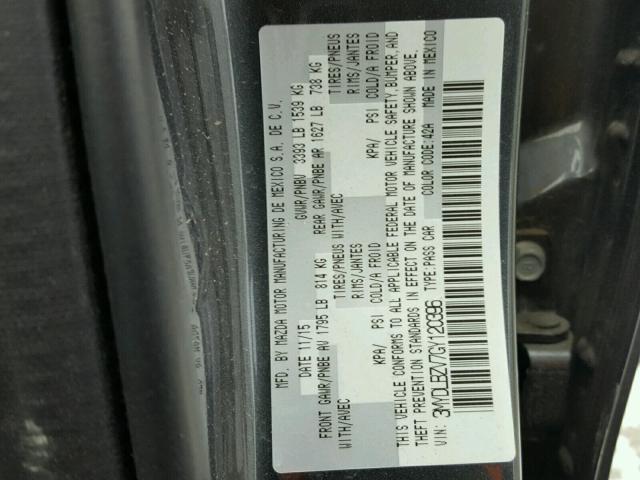 MFD. BY MAZDA MOTOR MANUFACTURING DE MEXICO S.A. DE C.V.
DATE 11/15 GVWR/PNBV 3393 LB 1539 KG
FRONT GAWR/PNBE AV 1795 LB 814 KG REAR GAWR/PNBE AR 1627 LB 738 KG
WITH/AVEC TIRES/PNEUS WITH/AVEC TIRES/PNEUS
RIMS/JANTES RIMS/JANTES
KPA/ PSI COLD/A FROID KPA/ PSI COLD/A FROID
THIS VEHICLE CONFORMS TO ALL APPLICABLE FEDERAL MOTOR VEHICLE SAFETY, BUMPER, AND
THEFT PREVENTION STANDARDS IN EFFECT ON THE DATE OF MANUFACTURE SHOWN ABOVE.
VIN: 3MYDLBZV7GY120396 TYPE:PASS CAR COLOR CODE:42A MADE IN MEXICO